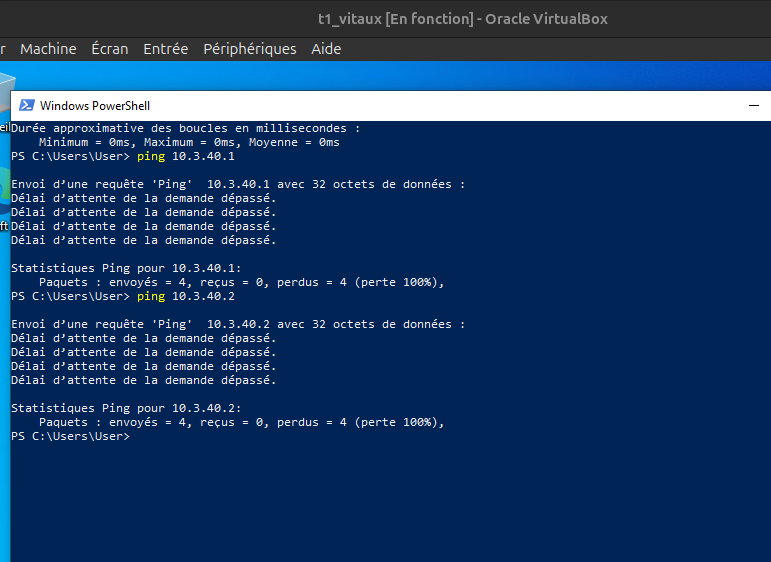 t1_vitaux [En fonction] - Oracle VirtualBox
r Machine Écran Entrée Périphériques Aide
Windows PowerShell
eil
ft
Durée approximative des boucles en millisecondes :
    Minimum = 0ms, Maximum = 0ms, Moyenne = 0ms
PS C:\Users\User> ping 10.3.40.1

Envoi d’une requête 'Ping'  10.3.40.1 avec 32 octets de données :
Délai d’attente de la demande dépassé.
Délai d’attente de la demande dépassé.
Délai d’attente de la demande dépassé.
Délai d’attente de la demande dépassé.

Statistiques Ping pour 10.3.40.1:
    Paquets : envoyés = 4, reçus = 0, perdus = 4 (perte 100%),
PS C:\Users\User> ping 10.3.40.2

Envoi d’une requête 'Ping'  10.3.40.2 avec 32 octets de données :
Délai d’attente de la demande dépassé.
Délai d’attente de la demande dépassé.
Délai d’attente de la demande dépassé.
Délai d’attente de la demande dépassé.

Statistiques Ping pour 10.3.40.2:
    Paquets : envoyés = 4, reçus = 0, perdus = 4 (perte 100%),
PS C:\Users\User>